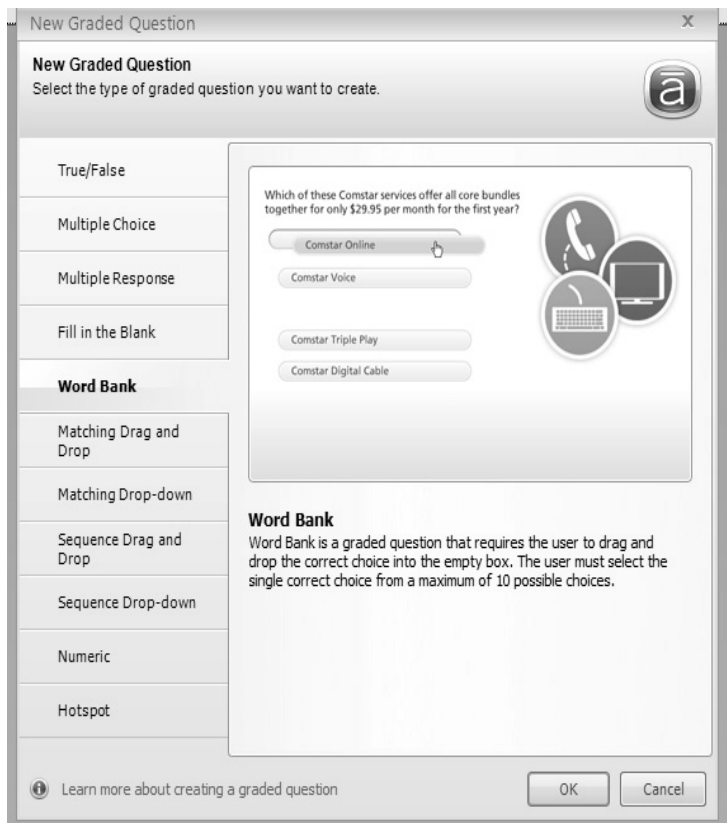 New Graded Question
X
New Graded Question
Select the type of graded question you want to create.
ā
True/False
Multiple Choice
Multiple Response
Fill in the Blank
Word Bank
Matching Drag and
Drop
Matching Drop-down
Sequence Drag and
Drop
Sequence Drop-down
Numeric
Hotspot
Which of these Comstar services offer all core bundles
together for only $29.95 per month for the first year?
Comstar Online
Comstar Voice
Comstar Triple Play
Comstar Digital Cable
Word Bank
Word Bank is a graded question that requires the user to drag and
drop the correct choice into the empty box. The user must select the
single correct choice from a maximum of 10 possible choices.
Learn more about creating a graded question
OK
Cancel